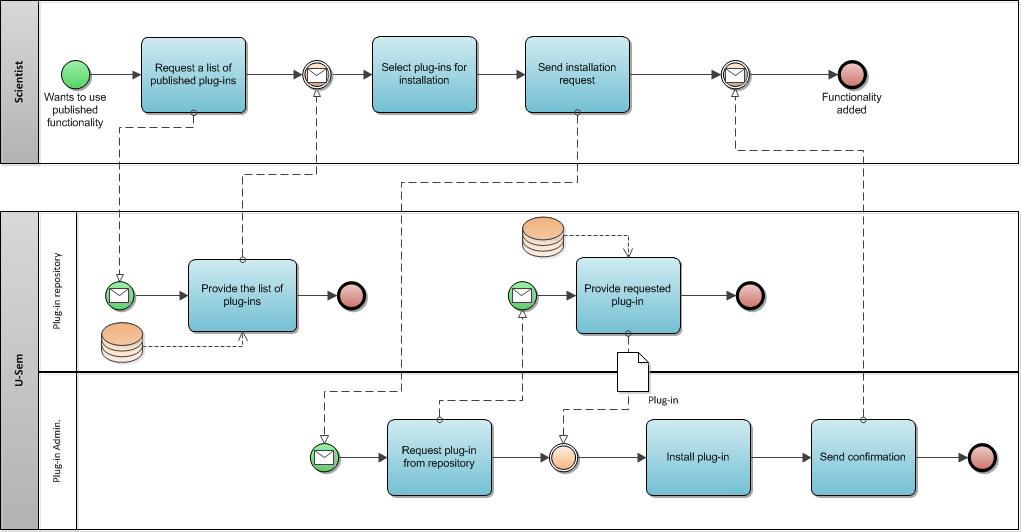 Scientist
Wants to use
published
functionality
Request a list of
published plug-ins
Select plug-ins for
installation
Send installation
request
Functionality
added
U-Sem
Plug-in repository
Provide the list of
plug-ins
Provide requested
plug-in
Plug-in
Plug-in Admin.
Request plug-in
from repository
Install plug-in
Send confirmation